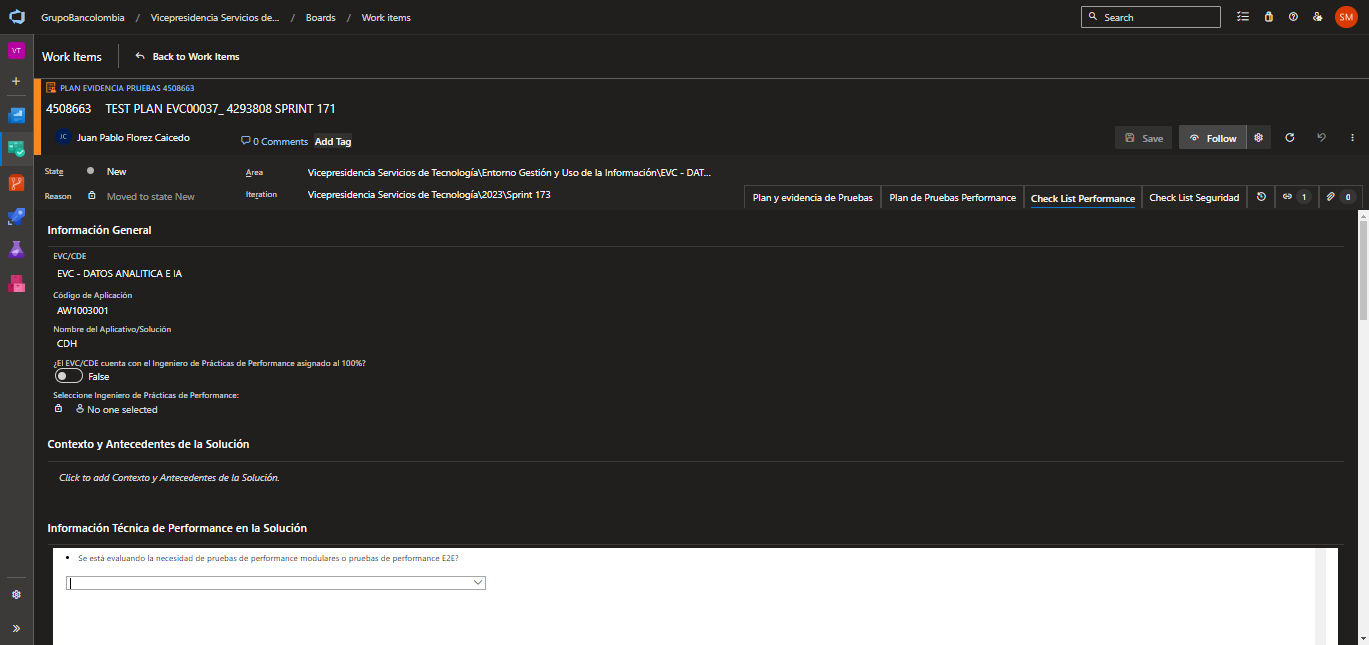 GrupoBancolombia / Vicepresidencia Servicios de... / Boards / Work items
Search
SM
VT
Work Items
Back to Work Items
PLAN EVIDENCIA PRUEBAS 4508663
4508663 TEST PLAN EVC00037_ 4293808 SPRINT 171
JC Juan Pablo Florez Caicedo
0 Comments
Add Tag
Save
Follow
State New
Area Vicepresidencia Servicios de Tecnología\Entorno Gestión y Uso de la Información\EVC - DAT...
Reason Moved to state New
Iteration Vicepresidencia Servicios de Tecnología\2023\Sprint 173
Plan y evidencia de Pruebas
Plan de Pruebas Performance
Check List Performance
Check List Seguridad
1
0
Información General
EVC/CDE
EVC - DATOS ANALITICA E IA
Código de Aplicación
AW1003001
Nombre del Aplicativo/Solución
CDH
¿El EVC/CDE cuenta con el Ingeniero de Prácticas de Performance asignado al 100%?
False
Seleccione Ingeniero de Prácticas de Performance:
No one selected
Contexto y Antecedentes de la Solución
Click to add Contexto y Antecedentes de la Solución.
Información Técnica de Performance en la Solución
• Se está evaluando la necesidad de pruebas de performance modulares o pruebas de performance E2E?